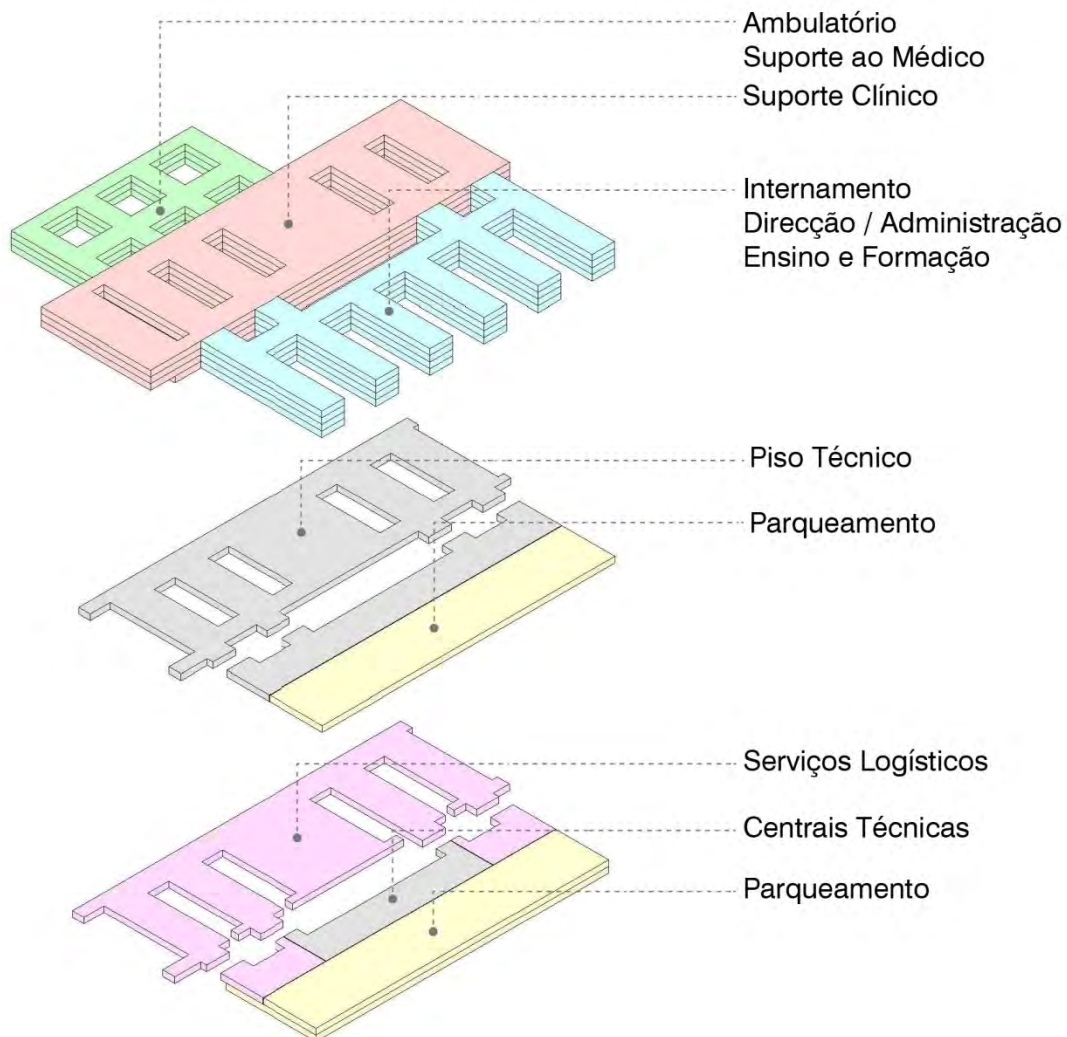 Ambulatório
Suporte ao Médico
Suporte Clínico
Internamento
Direcção / Administração
Ensino e Formação
Piso Técnico
Parqueamento
Serviços Logísticos
Centrais Técnicas
Parqueamento